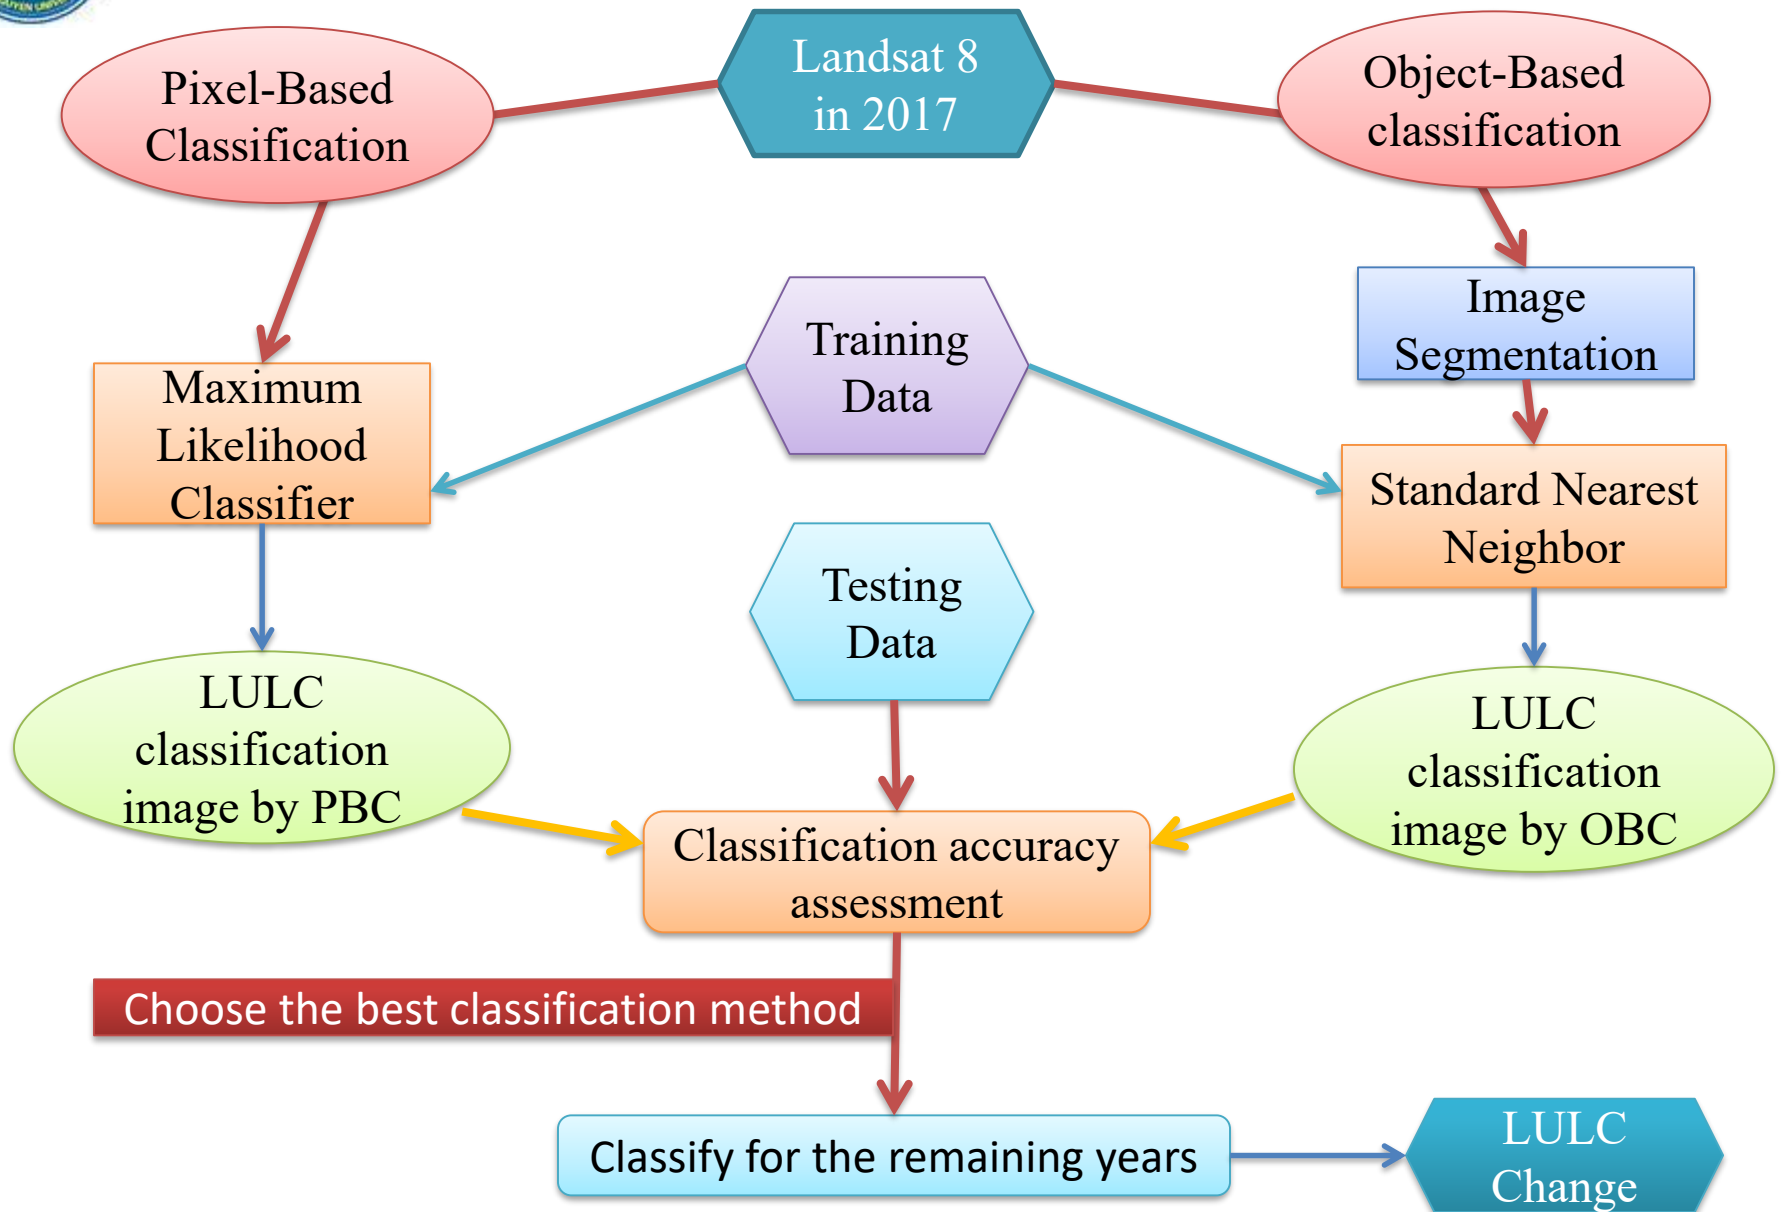 Landsat 8
in 2017
Pixel-Based
Classification
Object-Based
classification
Training
Data
Image
Segmentation
Maximum
Likelihood
Classifier
Standard Nearest
Neighbor
Testing
Data
LULC
classification
image by PBC
LULC
classification
image by OBC
Classification accuracy
assessment
Choose the best classification method
Classify for the remaining years
LULC
Change